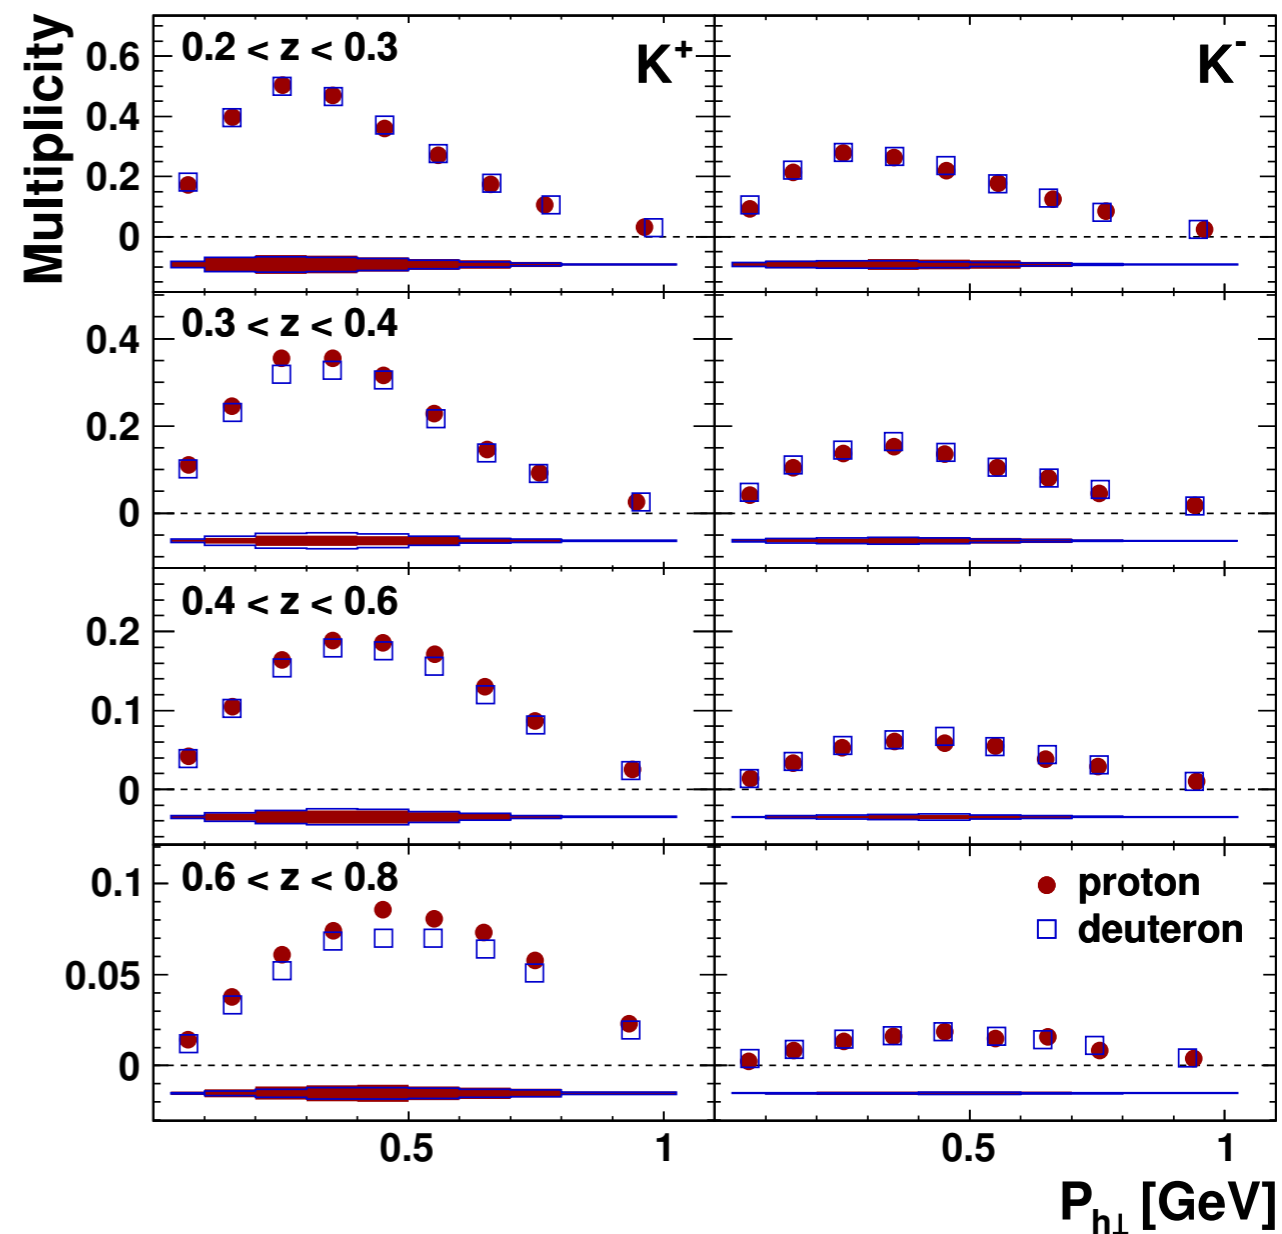 Multiplicity
0.2 < z < 0.3
K+
K-
0.6
0.4
0.2
0
0.3 < z < 0.4
0.4
0.2
0
0.4 < z < 0.6
0.2
0.1
0
0.6 < z < 0.8
proton
deuteron
0.1
0.05
0
0.5
1
0.5
1
Ph⊥ [GeV]